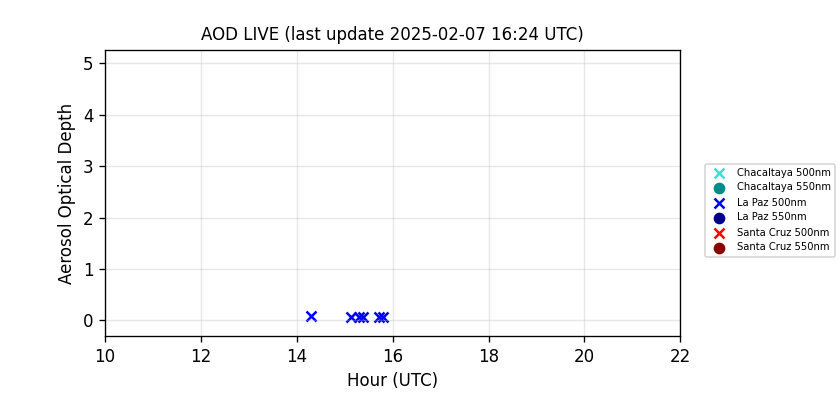 AOD LIVE (last update 2025-02-07 16:24 UTC)
Aerosol Optical Depth
5
4
3
2
1
0
10 12 14 16 18 20 22
Hour (UTC)
Chacaltaya 500nm
Chacaltaya 550nm
La Paz 500nm
La Paz 550nm
Santa Cruz 500nm
Santa Cruz 550nm